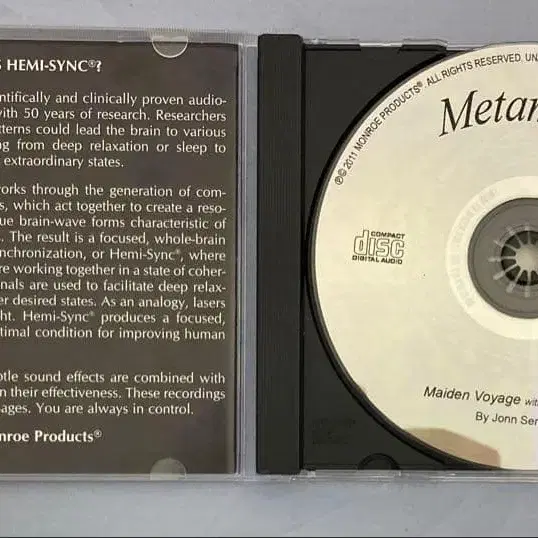 S HEMI-SYNC®?
ntifically and clinically proven audio-
vith 50 years of research. Researchers
tterns could lead the brain to various
ng from deep relaxation or sleep to
extraordinary states.
orks through the generation of com-
s, which act together to create a reso-
ue brain-wave forms characteristic of
. The result is a focused, whole-brain
nchronization, or Hemi-Sync®, where
re working together in a state of coher-
nals are used to facilitate deep relax-
er desired states. As an analogy, lasers
ht. Hemi-Sync® produces a focused,
timal condition for improving human
tle sound effects are combined with
n their effectiveness. These recordings
ages. You are always in control.
nroe Products®
℗© 2011 MONROE PRODUCTS®. ALL RIGHTS RESERVED. UN
Metam
COMPACT
disc
DIGITAL AUDIO
Maiden Voyage with
By Jonn Ser